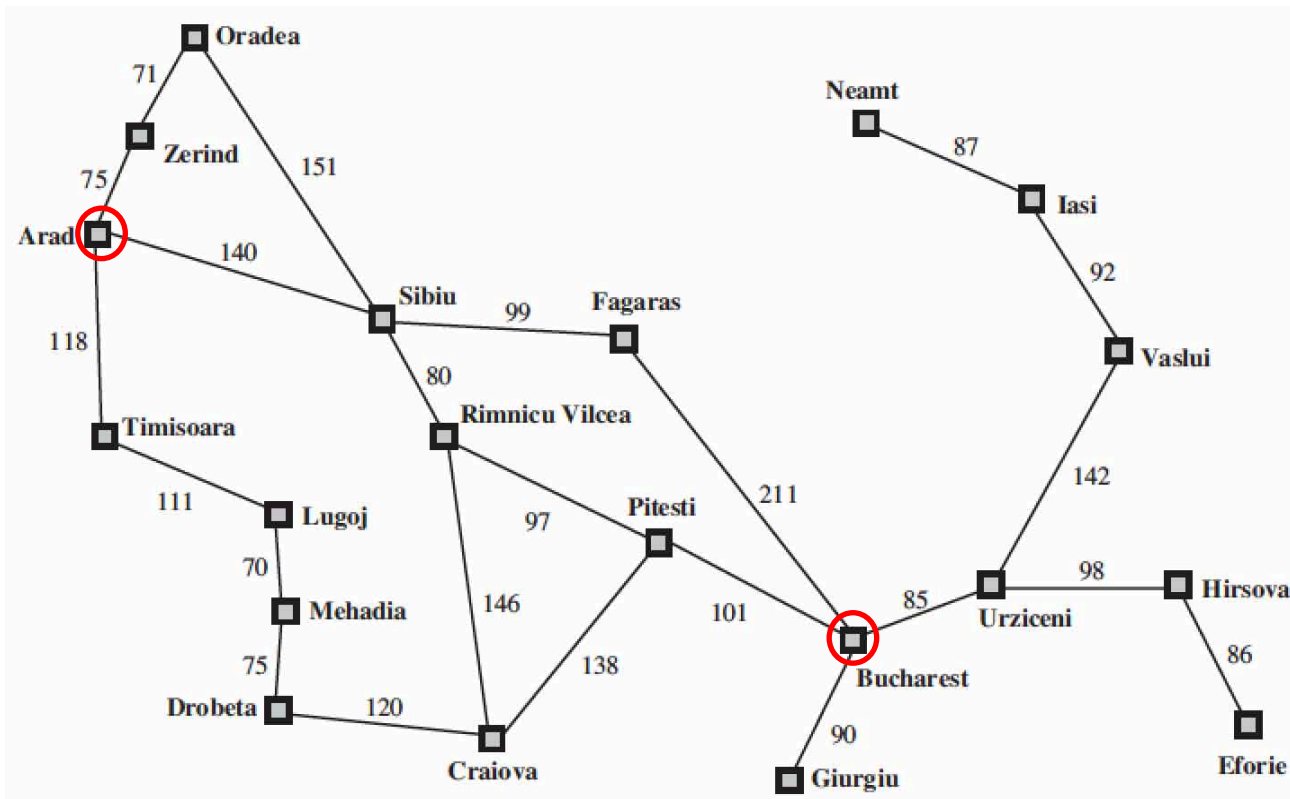 Oradea
71
Neamt
87
Zerind
151
75
Iasi
Arad
140
92
Sibiu
Fagaras
99
118
Vaslui
80
Rimnicu Vilcea
Timisoara
142
211
Pitesti
111
Lugoj
97
70
98
Hirsova
146
85
Mehadia
101
Urziceni
86
75
138
Bucharest
Drobeta
120
90
Eforie
Craiova
Giurgiu